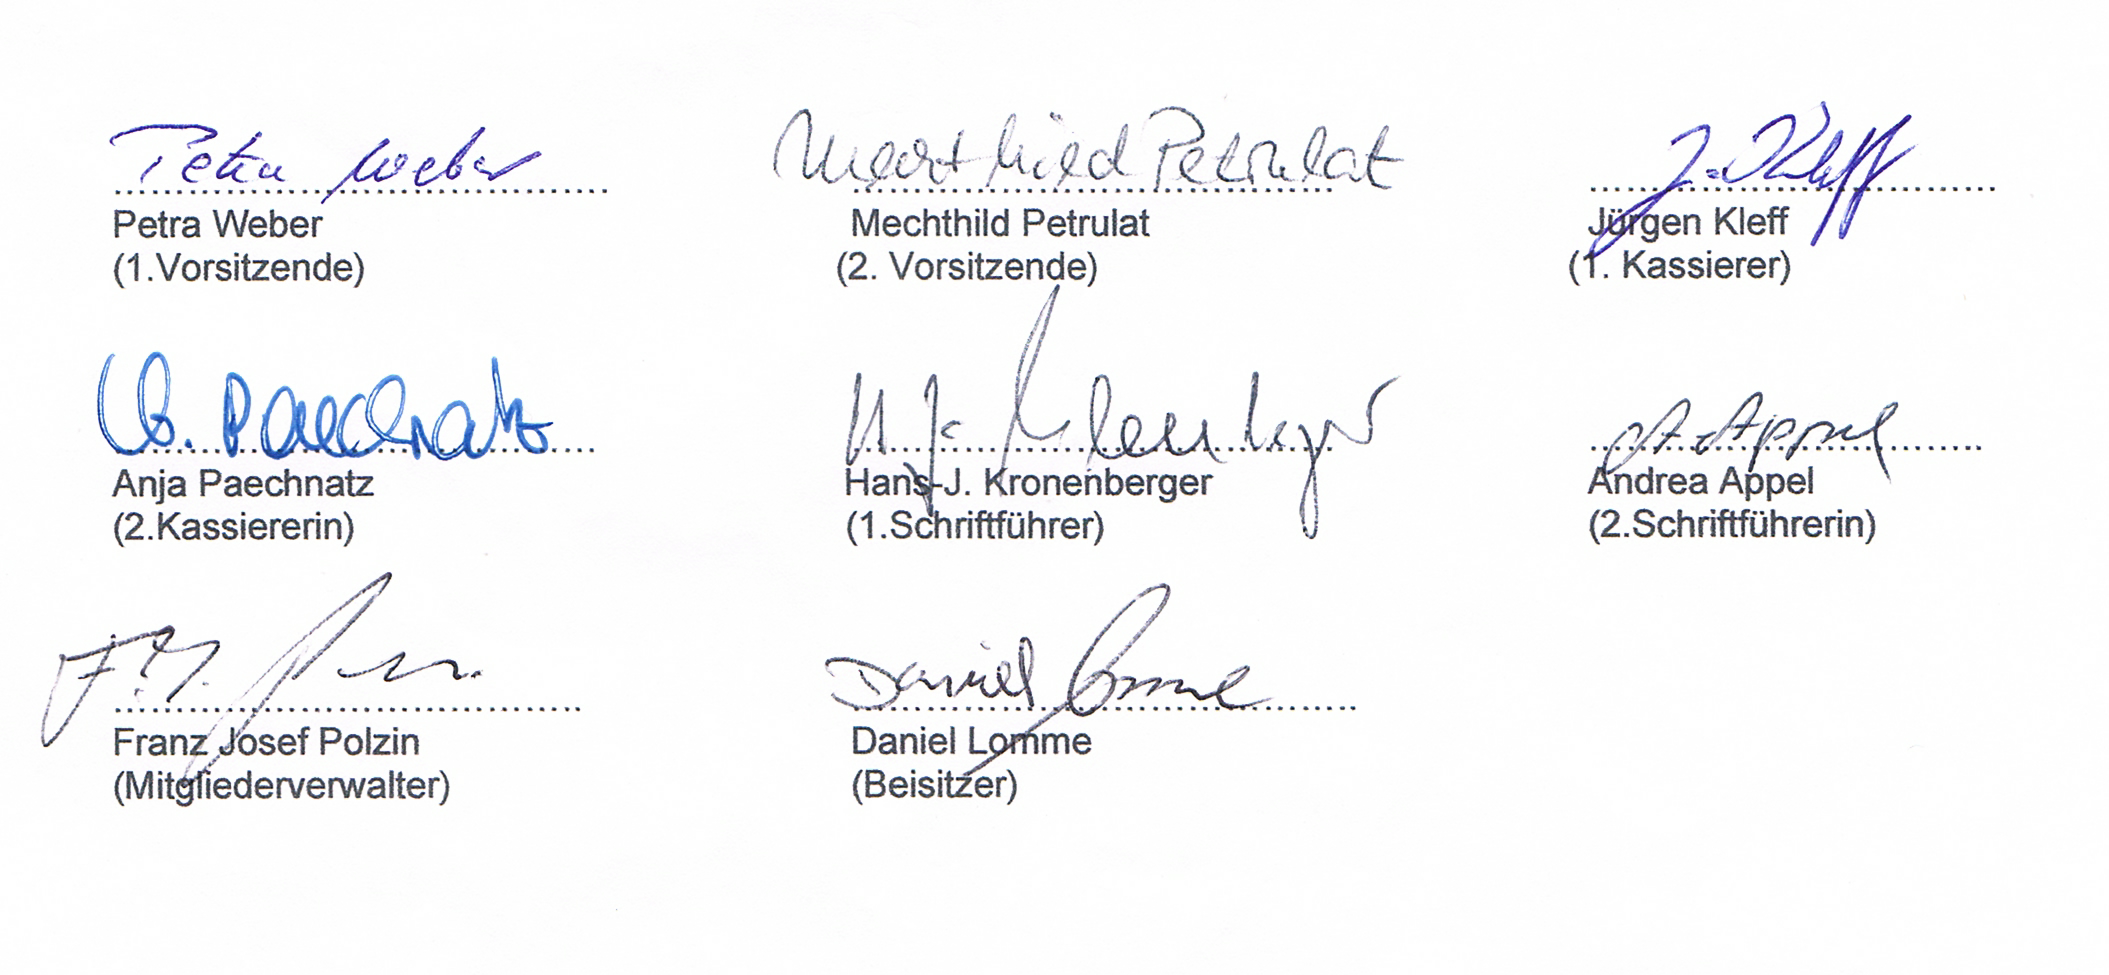 Petra Weber Mechthild Petrulat J. Kleff
Petra Weber Mechthild Petrulat Jürgen Kleff
(1.Vorsitzende) (2. Vorsitzende) (1. Kassierer)
Paechnatz A. Appel
Anja Paechnatz Hans-J. Kronenberger Andrea Appel
(2.Kassiererin) (1.Schriftführer) (2.Schriftführerin)
F. J. Daniel Lomme
Franz Josef Polzin Daniel Lomme
(Mitgliederverwalter) (Beisitzer)